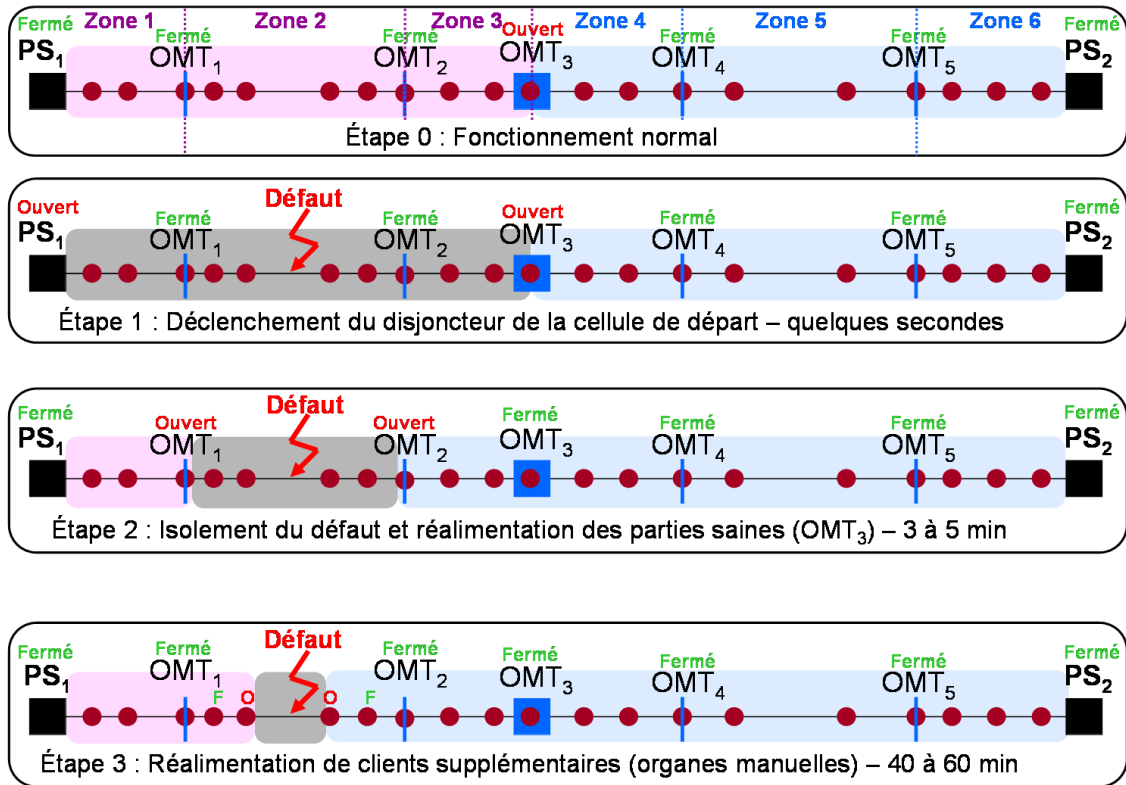 Fermé Zone 1 Zone 2 Zone 3 Ouvert Zone 4 Zone 5 Zone 6 Fermé
PS1 Fermé OMT1 Fermé OMT2 OMT3 Fermé OMT4 Fermé OMT5 PS2
Étape 0 : Fonctionnement normal
Défaut
Ouvert Fermé Fermé Ouvert Fermé Fermé Fermé
PS1 OMT1 OMT2 OMT3 OMT4 OMT5 PS2
Étape 1 : Déclenchement du disjoncteur de la cellule de départ – quelques secondes
Défaut
Fermé Ouvert Ouvert Fermé Fermé Fermé Fermé
PS1 OMT1 OMT2 OMT3 OMT4 OMT5 PS2
Étape 2 : Isolement du défaut et réalimentation des parties saines (OMT3) – 3 à 5 min
Défaut
Fermé Fermé Fermé Fermé Fermé Fermé Fermé
PS1 OMT1 OMT2 OMT3 OMT4 OMT5 PS2
F O O F
Étape 3 : Réalimentation de clients supplémentaires (organes manuelles) – 40 à 60 min